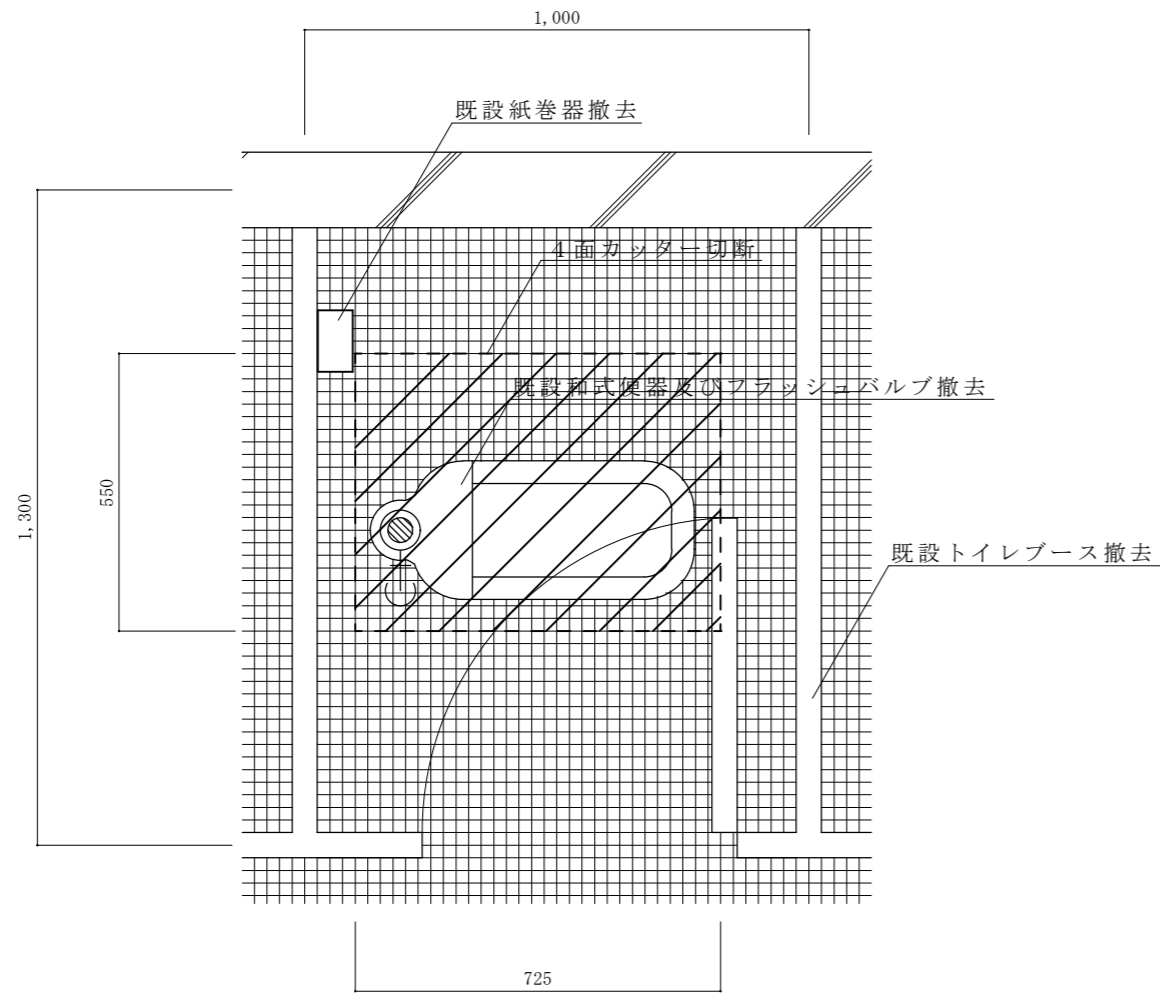 1,000
既設紙巻器撤去
4面カッター切断
既設和式便器及びフラッシュバルブ撤去
550
1,300
既設トイレブース撤去
725